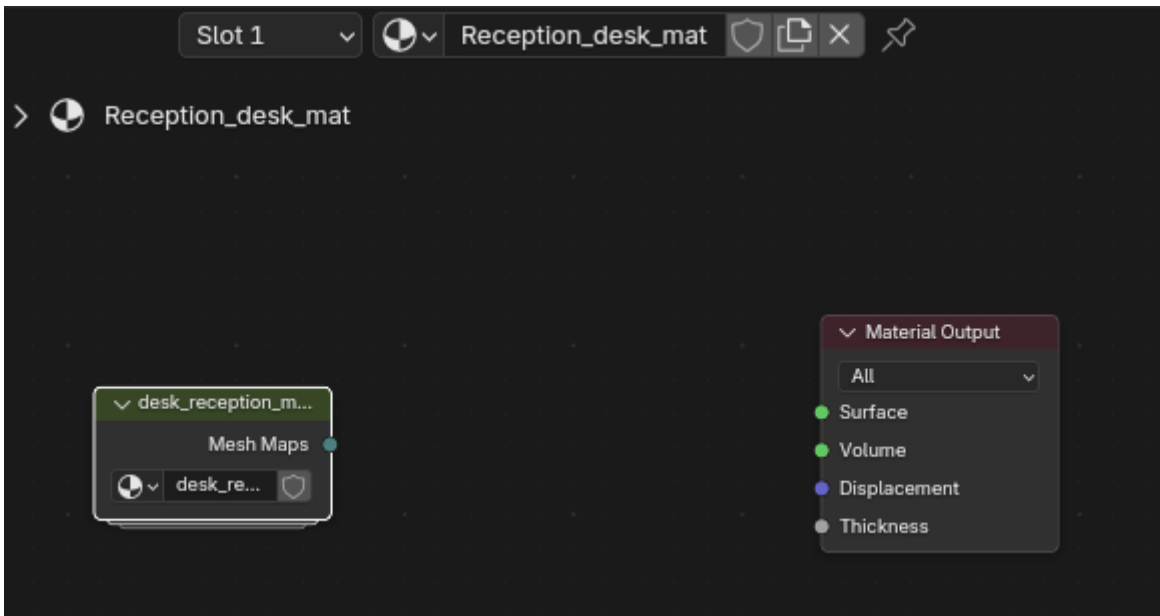 Slot 1 Reception_desk_mat
Reception_desk_mat
Material Output
All
Surface
Volume
Displacement
Thickness
desk_reception_m...
Mesh Maps
desk_re...